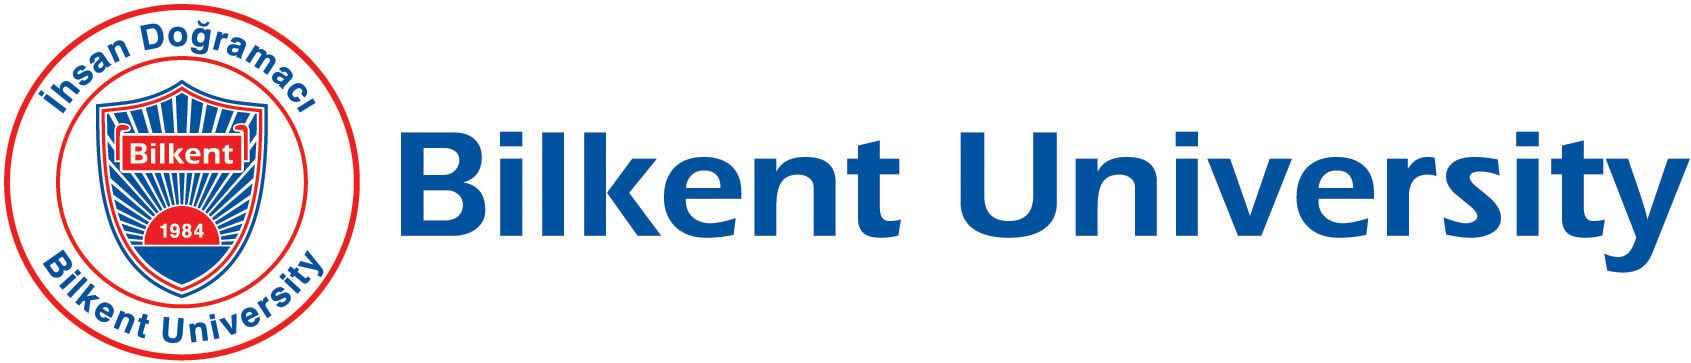 İhsan Doğramacı
Bilkent
1984
Bilkent University
Bilkent University